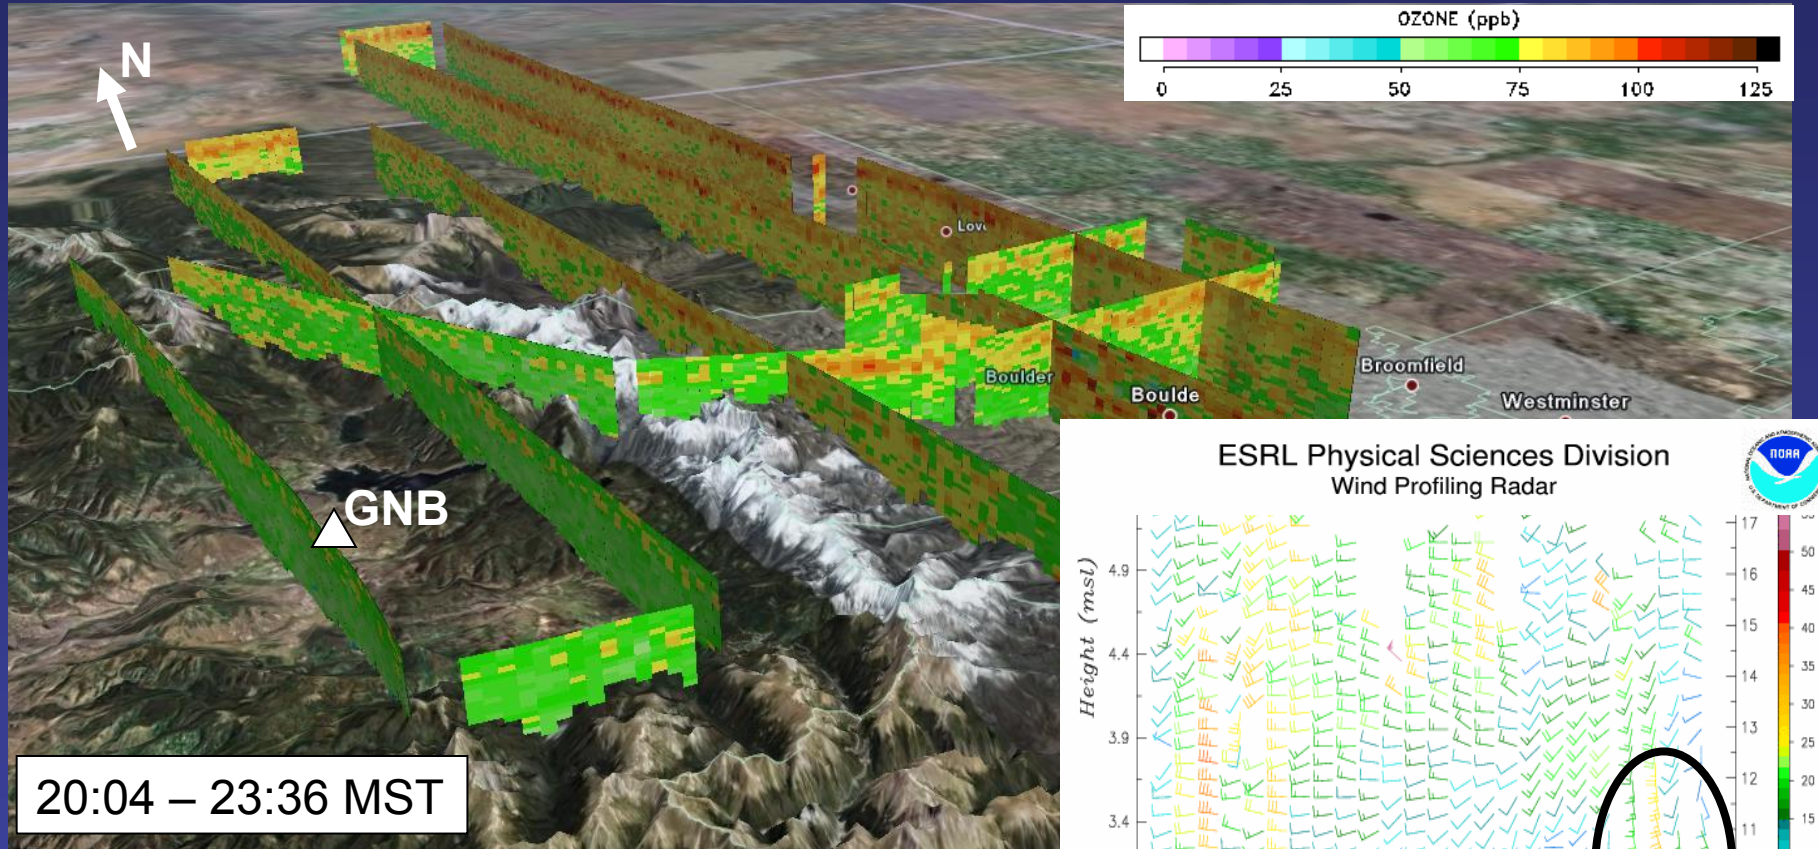 OZONE (ppb)
0 25 50 75 100 125
N
Love
Broomfield
Boulder
Boulde
Westminster
GNB
20:04 – 23:36 MST
ESRL Physical Sciences Division
Wind Profiling Radar
NOAA
Height (msl)
4.9
4.4
3.9
3.4
17
16
15
14
13
12
11
50
45
40
35
30
25
20
15